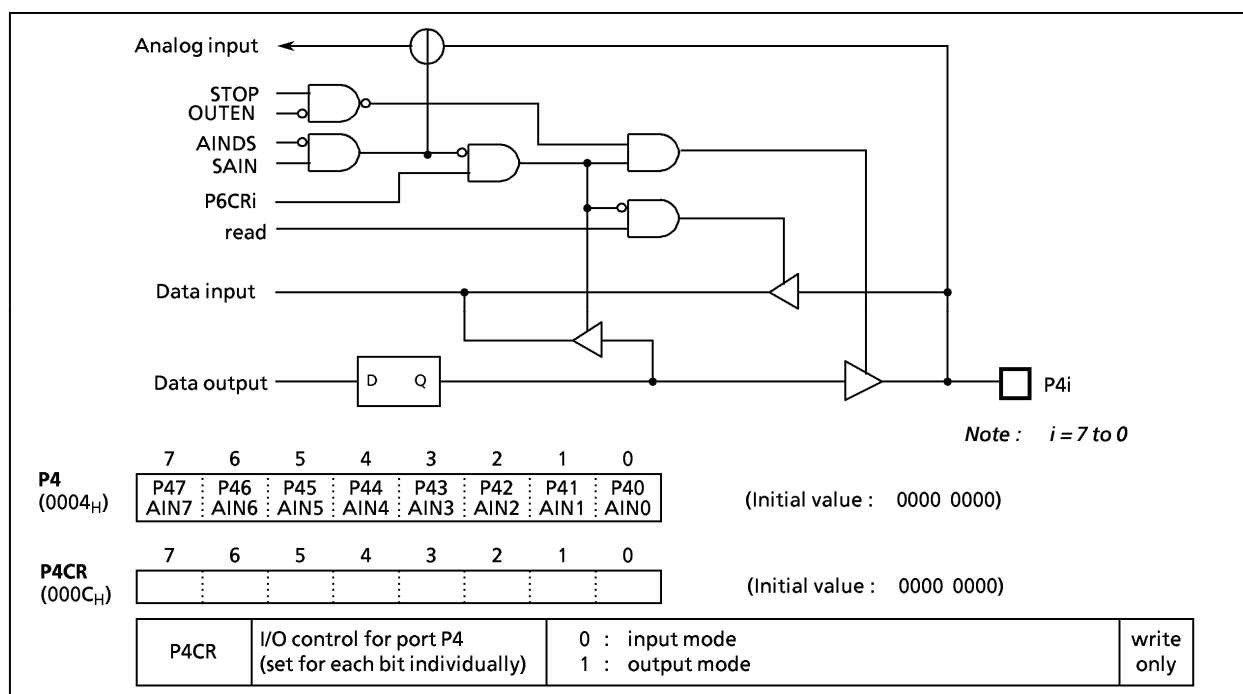 Analog input
STOP
OUTEN
AINDS
SAIN
P6CRi
read
Data input
Data output
D Q
P4i
Note : i = 7 to 0
7 6 5 4 3 2 1 0
P4
(0004H)
P47 P46 P45 P44 P43 P42 P41 P40
AIN7 AIN6 AIN5 AIN4 AIN3 AIN2 AIN1 AIN0
(Initial value : 0000 0000)
7 6 5 4 3 2 1 0
P4CR
(000CH)
(Initial value : 0000 0000)
P4CR
I/O control for port P4
(set for each bit individually)
0 : input mode
1 : output mode
write
only